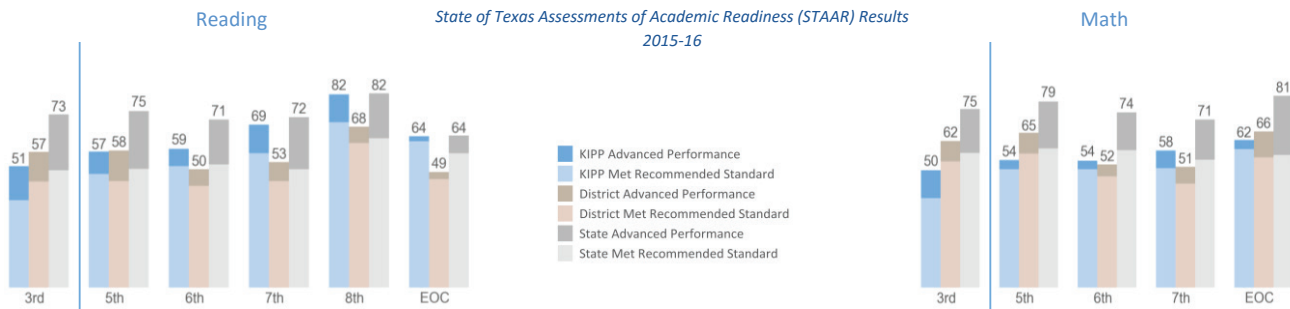 Reading
State of Texas Assessments of Academic Readiness (STAAR) Results
2015-16
Math
51 57 73
57 58 75
59 50 71
69 53 72
82 68 82
64 49 64
3rd 5th 6th 7th 8th EOC
KIPP Advanced Performance
KIPP Met Recommended Standard
District Advanced Performance
District Met Recommended Standard
State Advanced Performance
State Met Recommended Standard
50 62 75
54 65 79
54 52 74
58 51 71
62 66 81
3rd 5th 6th 7th EOC